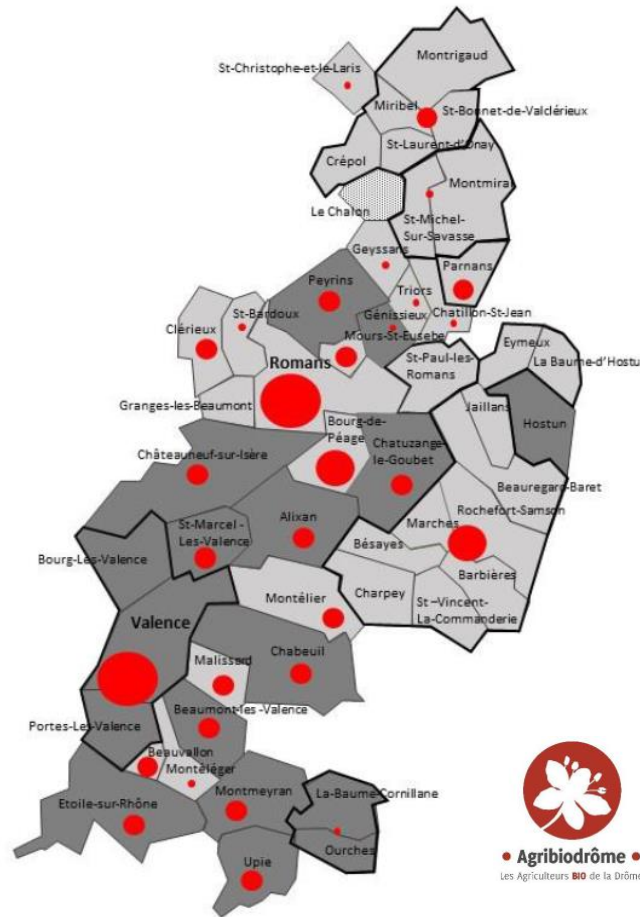 Montrigaud
St-Christophe-et-le-Laris
Miribel
St-Bonnet-de-Valclérieux
St-Laurent-d'Onay
Crépol
Montmiral
Le Chalon
St-Michel-
Sur-Savasse
Geyssans
Parnans
Peyrins
Triors
Chatillon-St-Jean
St-Bardoux
Génissieux
Clérieux
Mours-St-Eusebe
Eymeux
Romans
St-Paul-les-
Romans
La Baume-d'Hostu
Granges-les-Beaumont
Jaillans
Bourg-de-
Péage
Hostun
Châteauneuf-sur-Isère
Chatuzange-
le-Goubet
Beauregard-Baret
Rochefort-Samson
Alixan
Marches
St-Marcel -
Les-Valence
Bésayes
Bourg-Lès-Valence
Barbières
Montélier
Charpey
St –Vincent-
La-Commanderie
Valence
Malissard
Chabeuil
Beaumont-les -Valence
Portes-Les-Valence
Beauvallon
Montéléger
Etoile-sur-Rhône
Montmeyran
La-Baume-Cornillane
Ourches
Upie
• Agribiodrôme •
Les Agriculteurs BIO de la Drôme